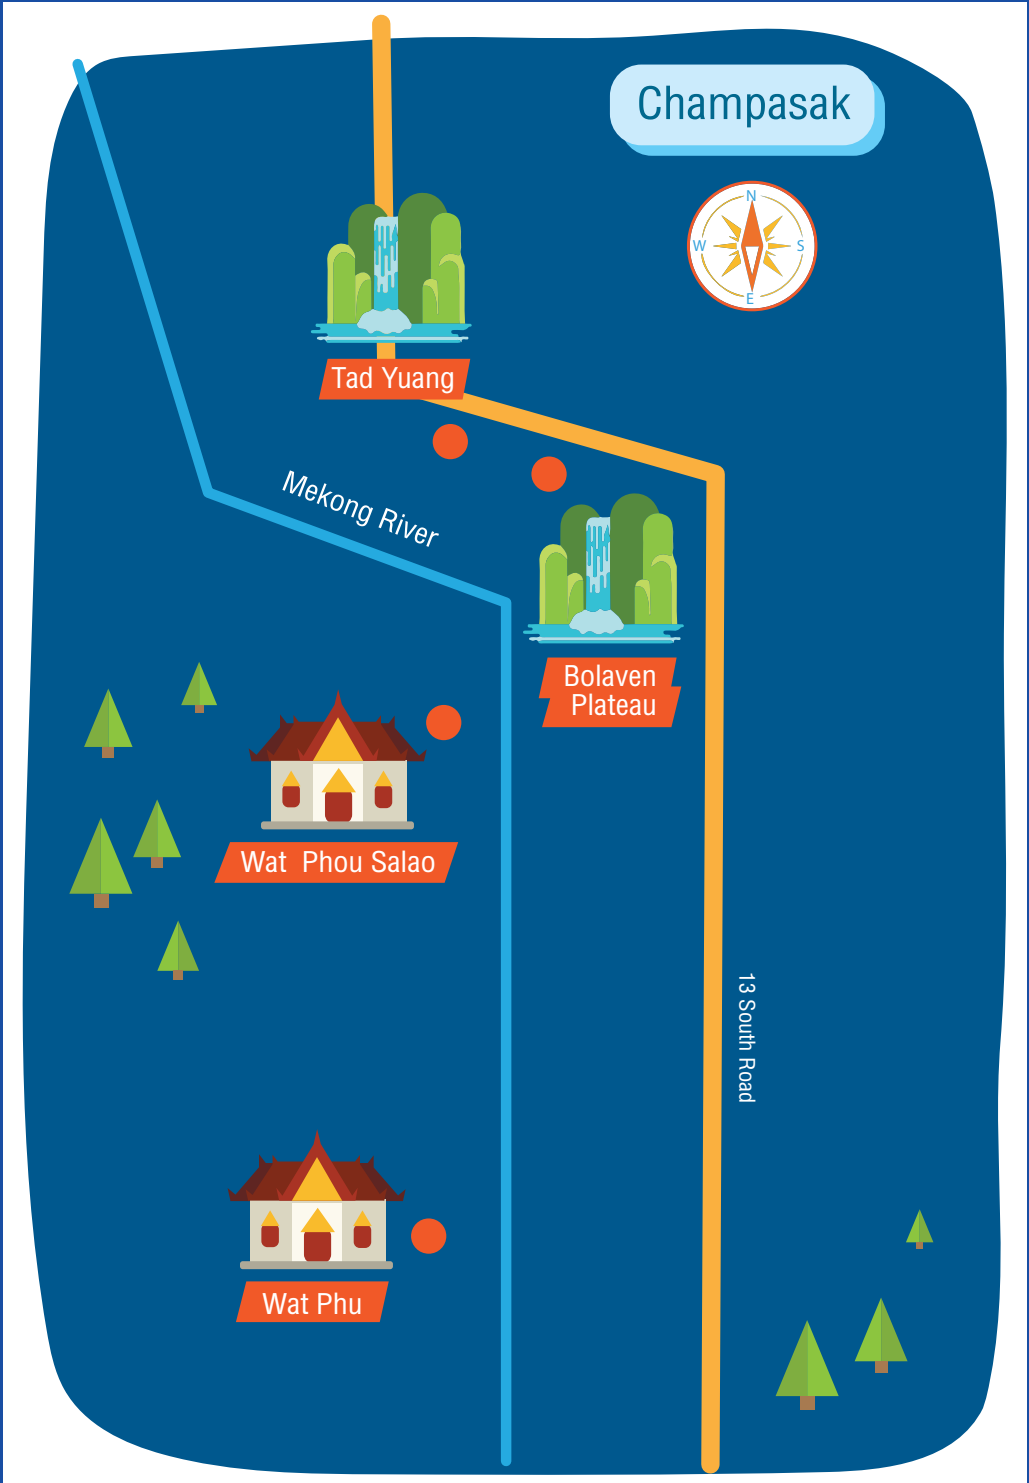 Champasak
N
W
S
E
Tad Yuang
Mekong River
Bolaven
Plateau
Wat Phou Salao
13 South Road
Wat Phu